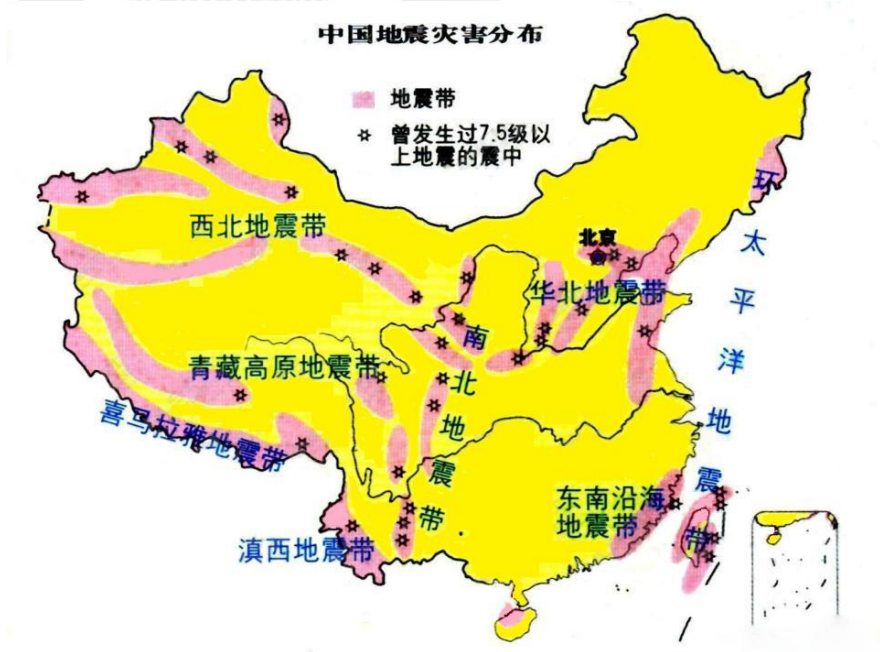 中国地震灾害分布
地震带
曾发生过7.5级以
上地震的震中
西北地震带
北京
华北地震带
青藏高原地震带
喜马拉雅地震带
南北地震带
滇西地震带
东南沿海
地震带
环太平洋地震带